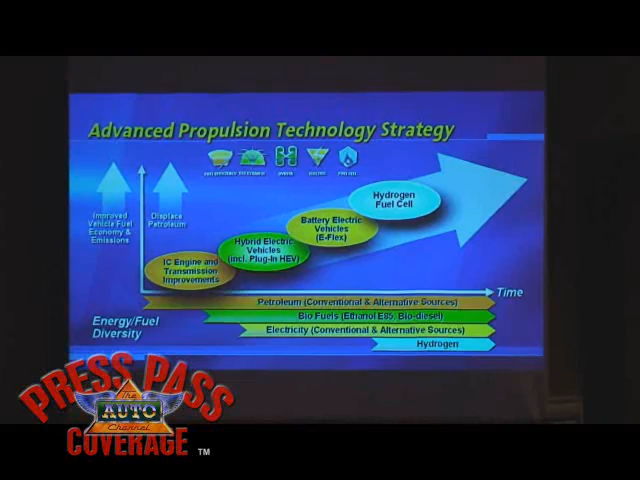 Advanced Propulsion Technology Strategy
Improved
Vehicle Fuel
Economy &
Emissions
Displace
Petroleum
Hydrogen
Fuel Cell
Battery Electric
Vehicles
(E-Flex)
Hybrid Electric
Vehicles
(incl. Plug-In HEV)
IC Engine and
Transmission
Improvements
Time
Petroleum (Conventional & Alternative Sources)
Energy/Fuel
Diversity
Bio Fuels (Ethanol E85, Bio-diesel)
Electricity (Conventional & Alternative Sources)
Hydrogen
PRESS PASS
The
AUTO
Channel
COVERAGE
TM